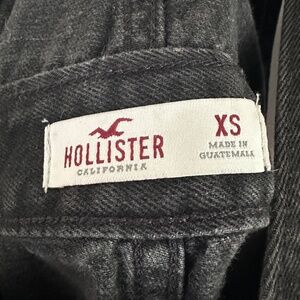 HOLLISTER
CALIFORNIA
XS
MADE IN
GUATEMALA